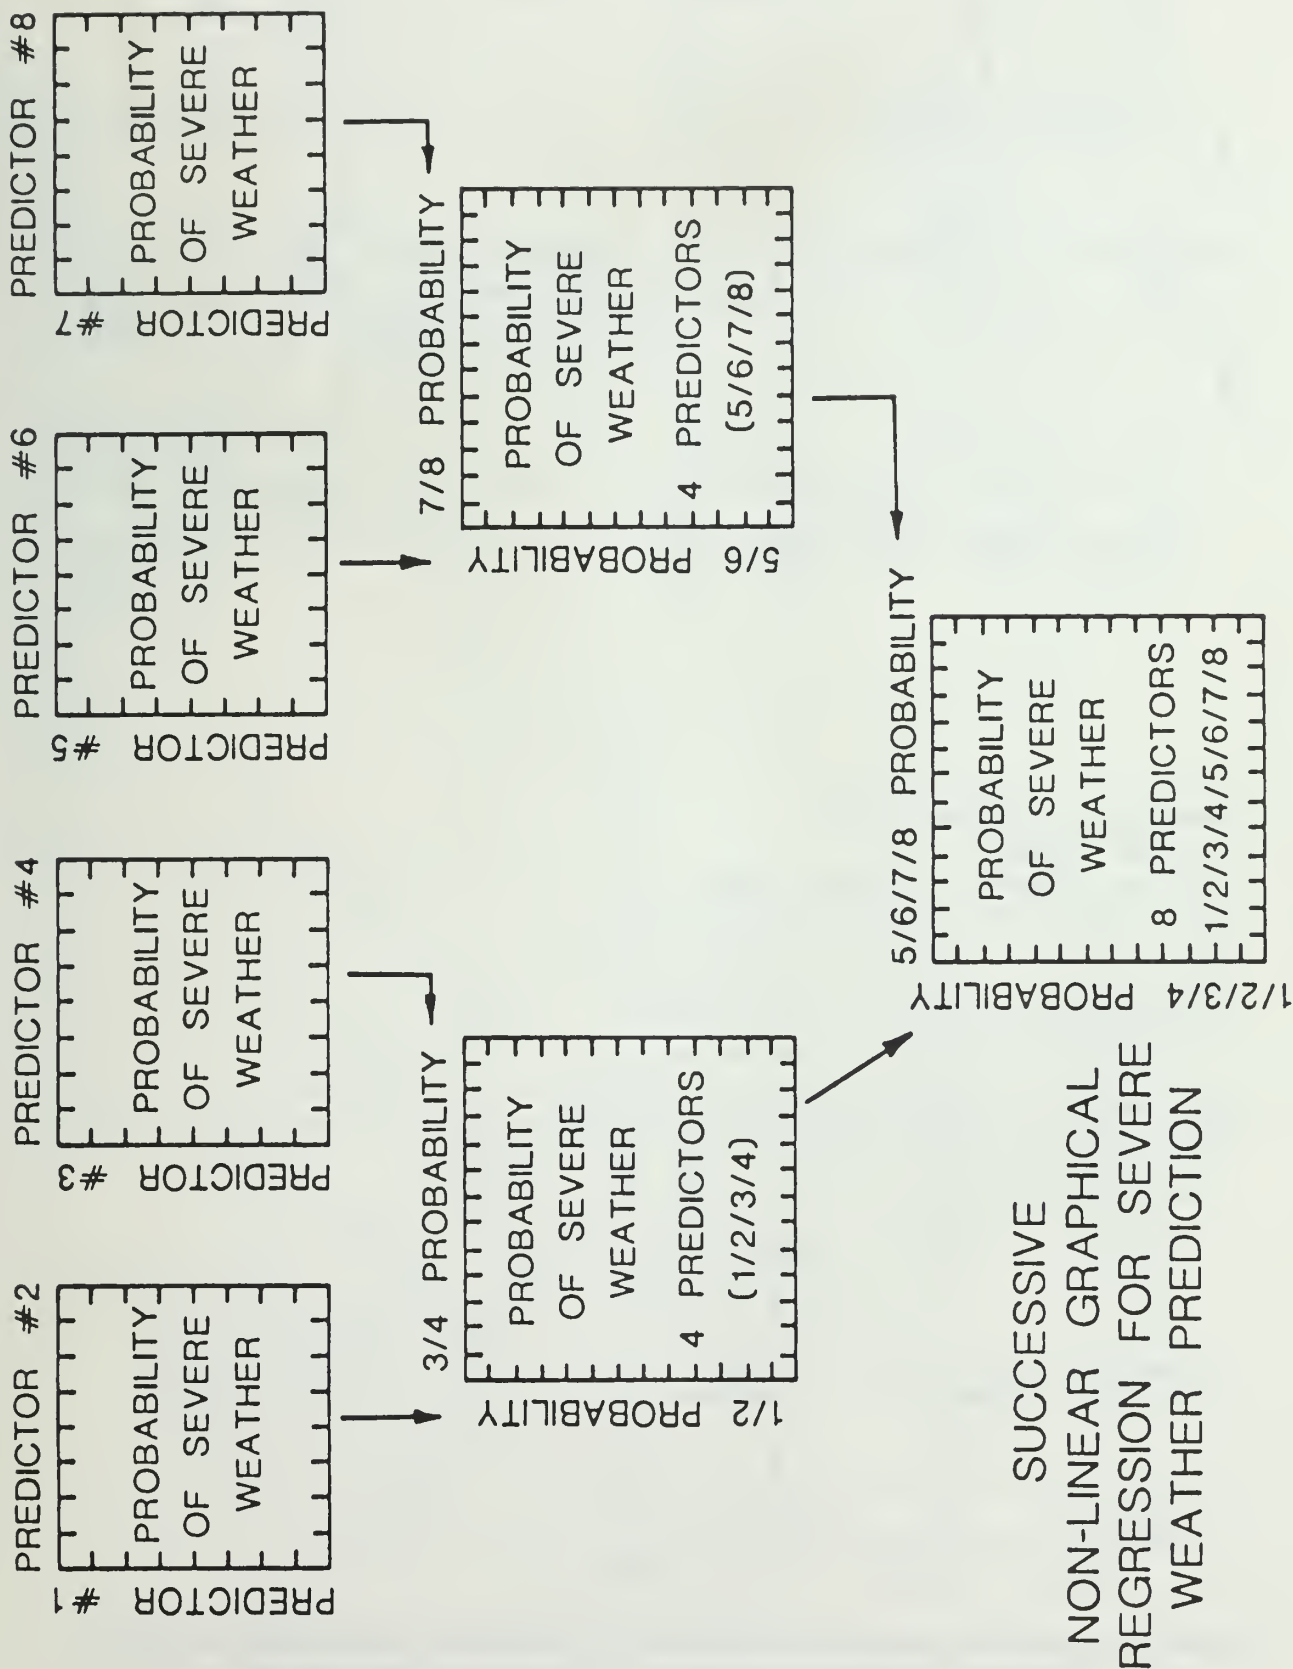 PREDICTOR #2
PREDICTOR #1
PROBABILITY
OF SEVERE
WEATHER
PREDICTOR #4
PREDICTOR #3
PROBABILITY
OF SEVERE
WEATHER
PREDICTOR #6
PREDICTOR #5
PROBABILITY
OF SEVERE
WEATHER
PREDICTOR #8
PREDICTOR #7
PROBABILITY
OF SEVERE
WEATHER
3/4 PROBABILITY
1/2 PROBABILITY
PROBABILITY
OF SEVERE
WEATHER
4 PREDICTORS
(1/2/3/4)
7/8 PROBABILITY
5/6 PROBABILITY
PROBABILITY
OF SEVERE
WEATHER
4 PREDICTORS
(5/6/7/8)
5/6/7/8 PROBABILITY
1/2/3/4 PROBABILITY
PROBABILITY
OF SEVERE
WEATHER
8 PREDICTORS
1/2/3/4/5/6/7/8
SUCCESSIVE
NON-LINEAR GRAPHICAL
REGRESSION FOR SEVERE
WEATHER PREDICTION